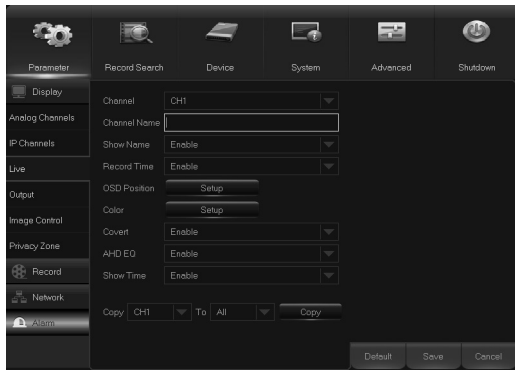 Parameter
Record Search
Device
System
Advanced
Shutdown
Display
Analog Channels
IP Channels
Live
Output
Image Control
Privacy Zone
Record
Network
Alarm
Channel CH1
Channel Name
Show Name Enable
Record Time Enable
OSD Position Setup
Color Setup
Covert Enable
AHD EQ Enable
Show Time Enable
Copy CH1 To All Copy
Default Save Cancel